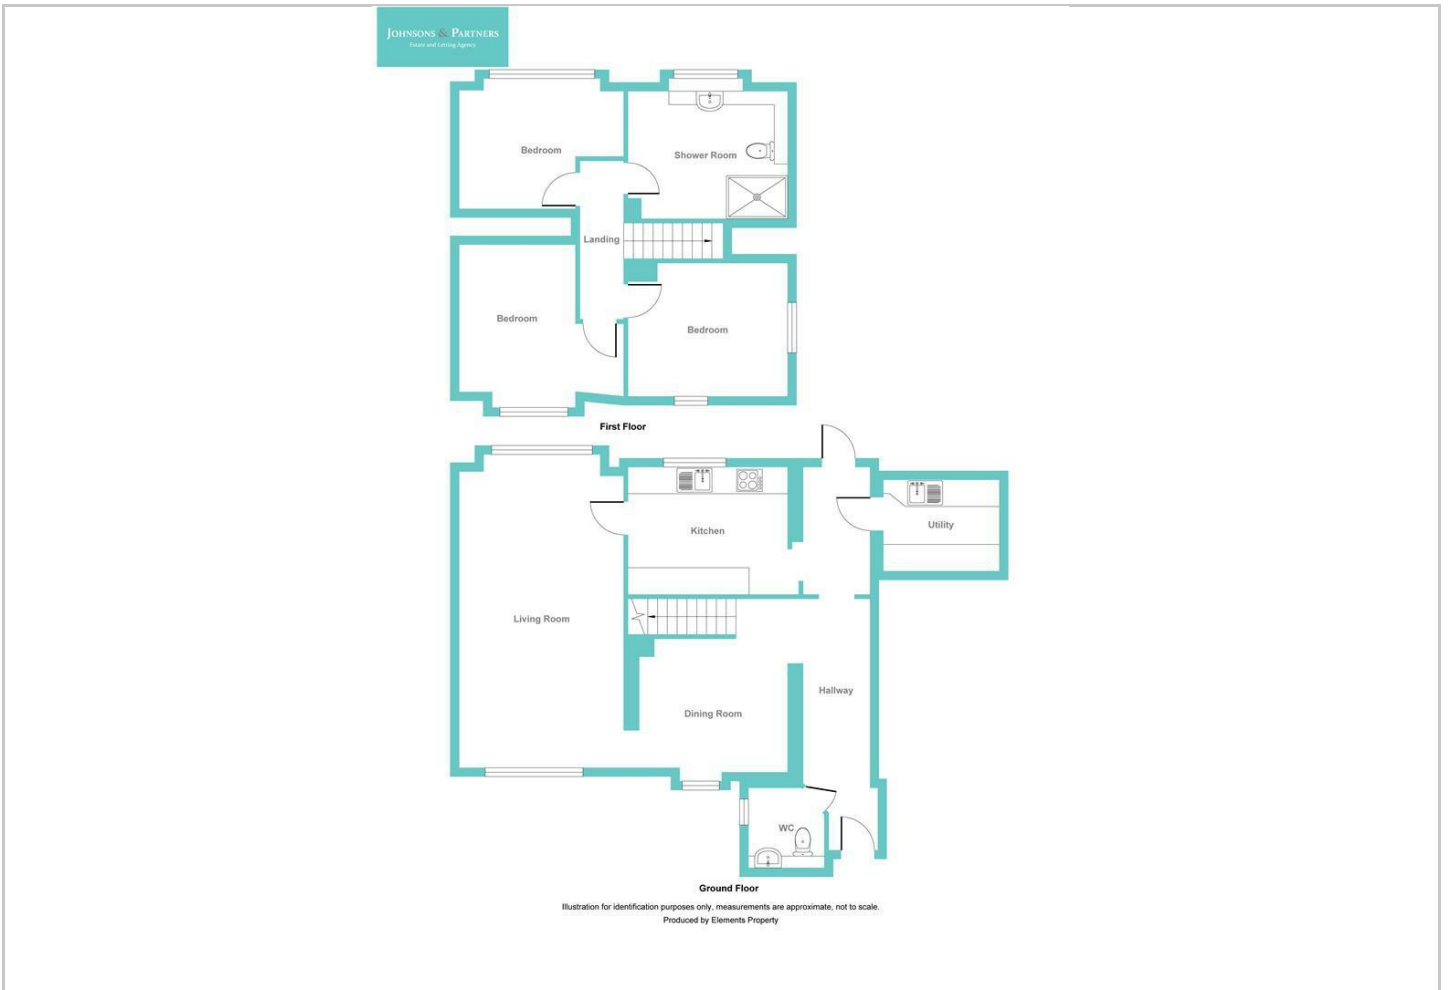 JOHNSONS & PARTNERS
Estate and Letting Agency
Bedroom
Shower Room
Landing
Bedroom
Bedroom
First Floor
Kitchen
Utility
Living Room
Hallway
Dining Room
WC
Ground Floor
Illustration for identification purposes only, measurements are approximate, not to scale.
Produced by Elements Property